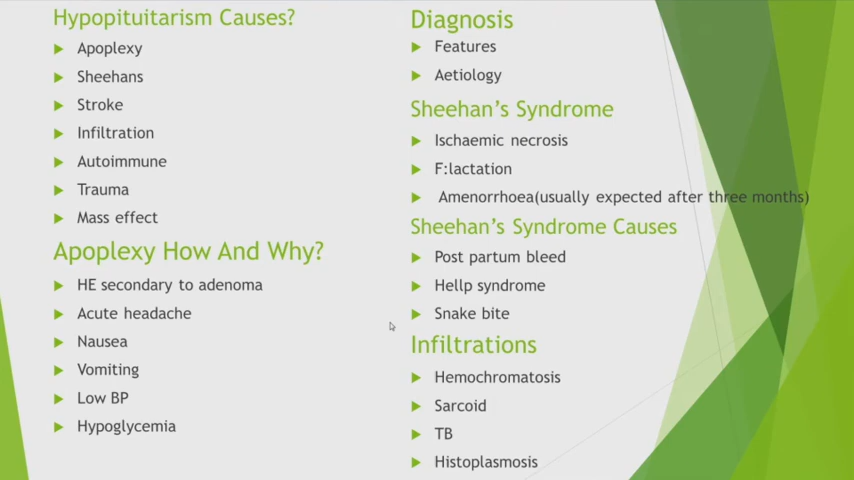 Hypopituitarism Causes?
Apoplexy
Sheehans
Stroke
Infiltration
Autoimmune
Trauma
Mass effect
Apoplexy How And Why?
HE secondary to adenoma
Acute headache
Nausea
Vomiting
Low BP
Hypoglycemia
Diagnosis
Features
Aetiology
Sheehan's Syndrome
Ischaemic necrosis
F:lactation
Amenorrhoea(usually expected after three months)
Sheehan's Syndrome Causes
Post partum bleed
Hellp syndrome
Snake bite
Infiltrations
Hemochromatosis
Sarcoid
TB
Histoplasmosis